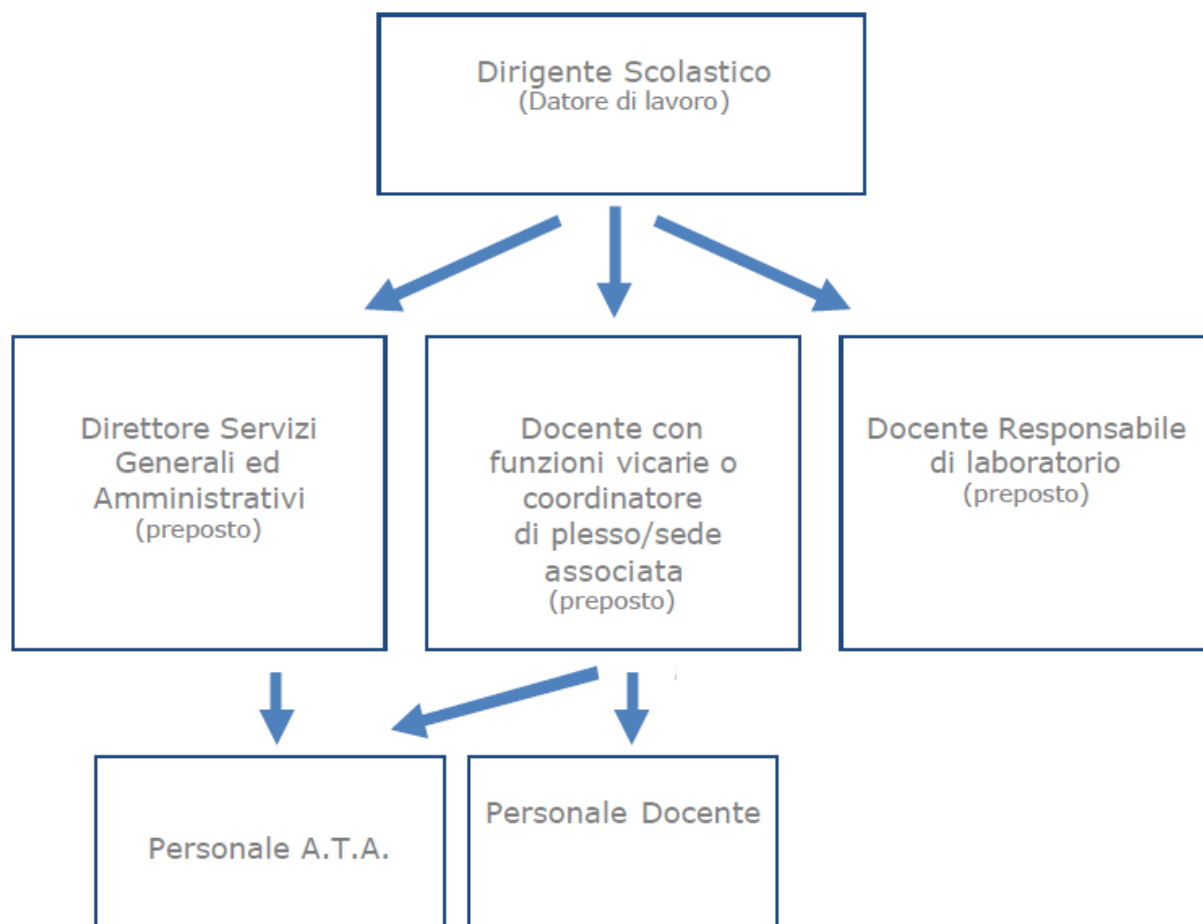 Dirigente Scolastico
(Datore di lavoro)
Direttore Servizi
Generali ed
Amministrativi
(preposto)
Docente con
funzioni vicarie o
coordinatore
di plesso/sede
associata
(preposto)
Docente Responsabile
di laboratorio
(preposto)
Personale A.T.A.
Personale Docente